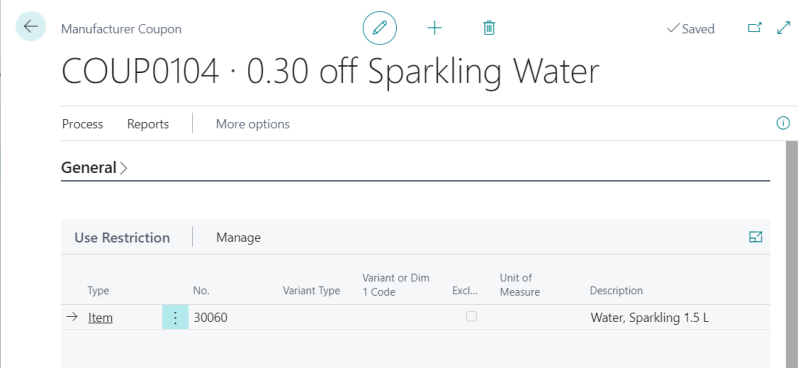 Manufacturer Coupon
Saved
COUP0104 · 0.30 off Sparkling Water
Process Reports More options
General
Use Restriction Manage
Type No. Variant Type Variant or Dim 1 Code Excl... Unit of Measure Description
Item 30060 Water, Sparkling 1.5 L